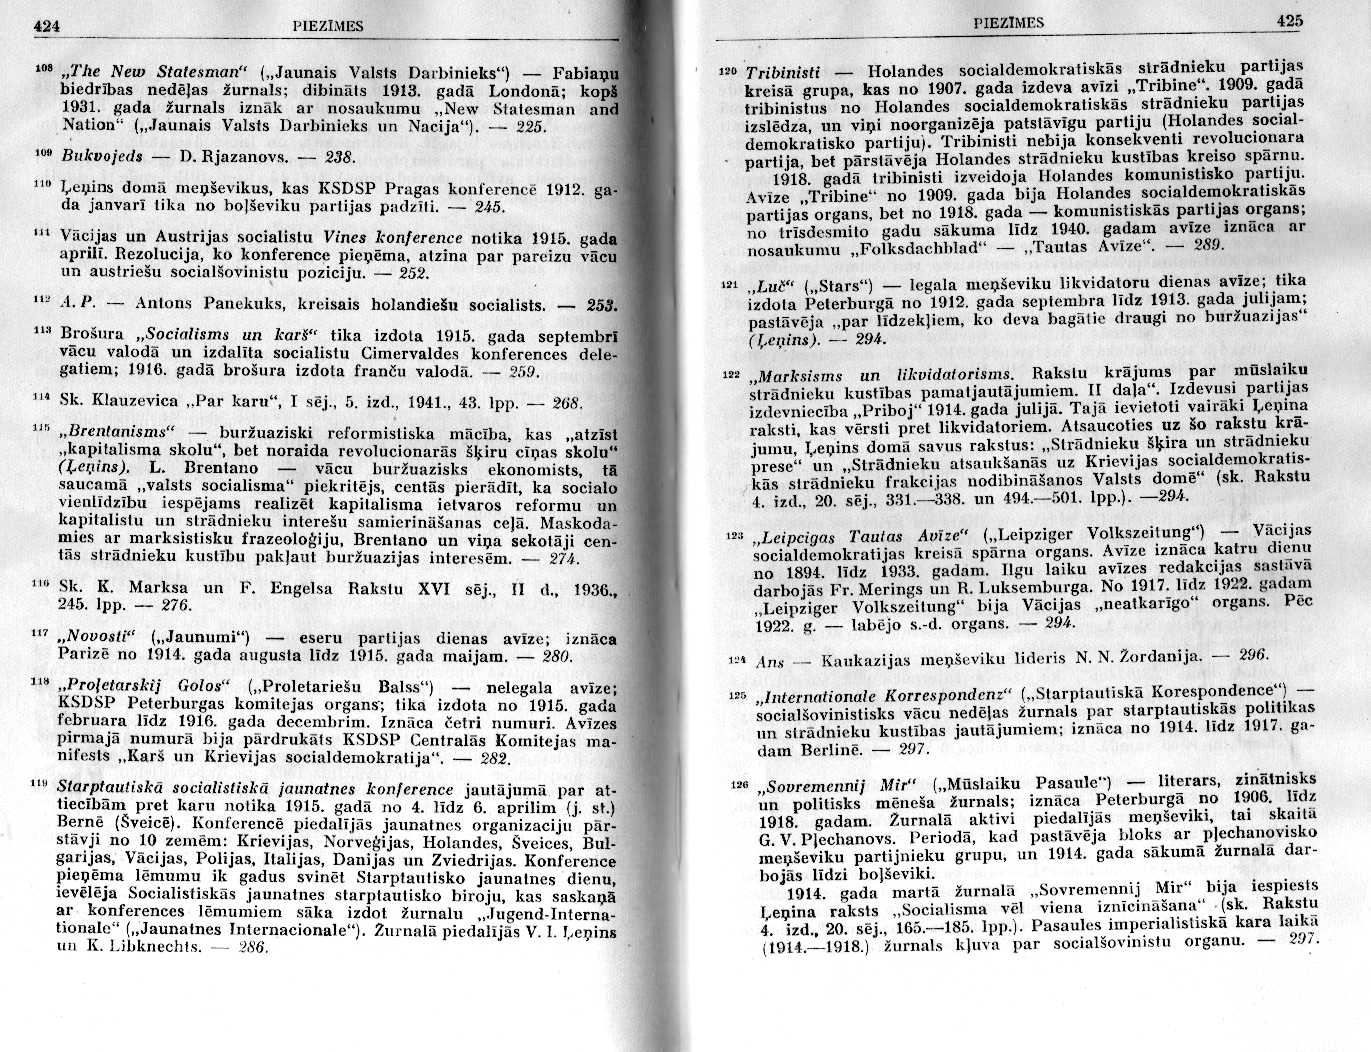 424 PIEZĪMES
¹⁰⁸ „The New Statesman“ („Jaunais Valsts Darbinieks“) — Fabiaņu
biedrības nedēļas žurnals; dibināts 1913. gadā Londonā; kopš
1931. gada žurnals iznāk ar nosaukumu „New Statesman and
Nation“ („Jaunais Valsts Darbinieks un Nacija“). — 225.
¹⁰⁹ Bukvojeds — D. Rjazanovs. — 238.
¹¹⁰ Ļeņins domā meņševikus, kas KSDSP Pragas konferencē 1912. ga-
da janvarī tika no boļševiku partijas padzīti. — 245.
¹¹¹ Vācijas un Austrijas socialistu Vines konference notika 1915. gada
aprilī. Rezolucija, ko konference pieņēma, atzina par pareizu vācu
un austriešu socialšovinistu poziciju. — 252.
¹¹² A. P. — Antons Panekuks, kreisais holandiešu socialists. — 253.
¹¹³ Brošura „Socialisms un karš“ tika izdota 1915. gada septembrī
vācu valodā un izdalīta socialistu Cimervaldes konferences dele-
gatiem; 1916. gadā brošura izdota franču valodā. — 259.
¹¹⁴ Sk. Klauzevica „Par karu“, I sēj., 5. izd., 1941., 43. lpp. — 268.
¹¹⁵ „Brentanisms“ — buržuaziski reformistiska mācība, kas „atzīst
„kapitalisma skolu“, bet noraida revolucionarās šķiru cīņas skolu“
(Ļeņins). L. Brentano — vācu buržuazisks ekonomists, tā
saucamā „valsts socialisma“ piekritējs, centās pierādīt, ka socialo
vienlīdzību iespējams realizēt kapitalisma ietvaros reformu un
kapitalistu un strādnieku interešu samierināšanas ceļā. Maskoda-
mies ar marksistisku frazeoloģiju, Brentano un viņa sekotāji cen-
tās strādnieku kustību pakļaut buržuazijas interesēm. — 274.
¹¹⁶ Sk. K. Marksa un F. Engelsa Rakstu XVI sēj., II d., 1936.,
245. lpp. — 276.
¹¹⁷ „Novosti“ („Jaunumi“) — eseru partijas dienas avīze; iznāca
Parizē no 1914. gada augusta līdz 1915. gada maijam. — 280.
¹¹⁸ „Proļetarskij Golos“ („Proletariešu Balss“) — nelegala avīze;
KSDSP Peterburgas komitejas organs; tika izdota no 1915. gada
februara līdz 1916. gada decembrim. Iznāca četri numuri. Avīzes
pirmajā numurā bija pārdrukāts KSDSP Centralās Komitejas ma-
nifests „Karš un Krievijas socialdemokratija“. — 282.
¹¹⁹ Starptautiskā socialistiskā jaunatnes konference jautājumā par at-
tiecībām pret karu notika 1915. gadā no 4. līdz 6. aprilim (j. st.)
Bernē (Šveicē). Konferencē piedalījās jaunatnes organizaciju pār-
stāvji no 10 zemēm: Krievijas, Norveģijas, Holandes, Šveices, Bul-
garijas, Vācijas, Polijas, Italijas, Danijas un Zviedrijas. Konference
pieņēma lēmumu ik gadus svinēt Starptautisko jaunatnes dienu,
ievēlēja Socialistiskās jaunatnes starptautisko biroju, kas saskaņā
ar konferences lēmumiem sāka izdot žurnalu „Jugend-Interna-
tionale“ („Jaunatnes Internacionale“). Žurnalā piedalījās V. I. Ļeņins
un K. Lībknechts. — 286.
PIEZĪMES 425
¹²⁰ Tribinisti — Holandes socialdemokratiskās strādnieku partijas
kreisā grupa, kas no 1907. gada izdeva avīzi „Tribine“. 1909. gadā
tribinistus no Holandes socialdemokratiskās strādnieku partijas
izslēdza, un viņi noorganizēja patstāvīgu partiju (Holandes social-
demokratisko partiju). Tribinisti nebija konsekventi revolucionara
partija, bet pārstāvēja Holandes strādnieku kustības kreiso spārnu.
1918. gadā tribinisti izveidoja Holandes komunistisko partiju.
Avīze „Tribine“ no 1909. gada bija Holandes socialdemokratiskās
partijas organs, bet no 1918. gada — komunistiskās partijas organs;
no trīsdesmito gadu sākuma līdz 1940. gadam avīze iznāca ar
nosaukumu „Folksdachblad“ — „Tautas Avīze“. — 289.
¹²¹ „Luč“ („Stars“) — legala meņševiku likvidatoru dienas avīze; tika
izdota Peterburgā no 1912. gada septembra līdz 1913. gada julijam;
pastāvēja „par līdzekļiem, ko deva bagātie draugi no buržuazijas“
(Ļeņins). — 294.
¹²² „Marksisms un likvidatorisms. Rakstu krājums par mūslaiku
strādnieku kustības pamatjautājumiem. II daļa“. Izdevusi partijas
izdevniecība „Priboj“ 1914. gada julijā. Tajā ievietoti vairāki Ļeņina
raksti, kas vērsti pret likvidatoriem. Atsaucoties uz šo rakstu krā-
jumu, Ļeņins domā savus rakstus: „Strādnieku šķira un strādnieku
prese“ un „Strādnieku atsaukšanās uz Krievijas socialdemokratis-
kās strādnieku frakcijas nodibināšanos Valsts domē“ (sk. Rakstu
4. izd., 20. sēj., 331.—338. un 494.—501. lpp.). —294.
¹²³ „Leipcigas Tautas Avīze“ („Leipziger Volkszeitung“) — Vācijas
socialdemokratijas kreisā spārna organs. Avīze iznāca katru dienu
no 1894. līdz 1933. gadam. Ilgu laiku avīzes redakcijas sastāvā
darbojās Fr. Merings un R. Luksemburga. No 1917. līdz 1922. gadam
„Leipziger Volkszeitung“ bija Vācijas „neatkarīgo“ organs. Pēc
1922. g. — labējo s.-d. organs. — 294.
¹²⁴ Ans — Kaukazijas meņševiku lideris N. N. Žordanija. — 296.
¹²⁵ „Internationale Korrespondenz“ („Starptautiskā Korespondence“) —
socialšovinistisks vācu nedēļas žurnals par starptautiskās politikas
un strādnieku kustības jautājumiem; iznāca no 1914. līdz 1917. ga-
dam Berlinē. — 297.
¹²⁶ „Sovremennij Mir“ („Mūslaiku Pasaule“) — literars, zinātnisks
un politisks mēneša žurnals; iznāca Peterburgā no 1906. līdz
1918. gadam. Žurnalā aktivi piedalījās meņševiki, tai skaitā
G. V. Pļechanovs. Periodā, kad pastāvēja bloks ar pļechanovisko
meņševiku partijnieku grupu, un 1914. gada sākumā žurnalā dar-
bojās līdzi boļševiki.
1914. gada martā žurnalā „Sovremennij Mir“ bija iespiests
Ļeņina raksts „Socialisma vēl viena iznīcināšana“ (sk. Rakstu
4. izd., 20. sēj., 165.—185. lpp.). Pasaules imperialistiskā kara laikā
(1914.—1918.) žurnals kļuva par socialšovinistu organu. — 297.